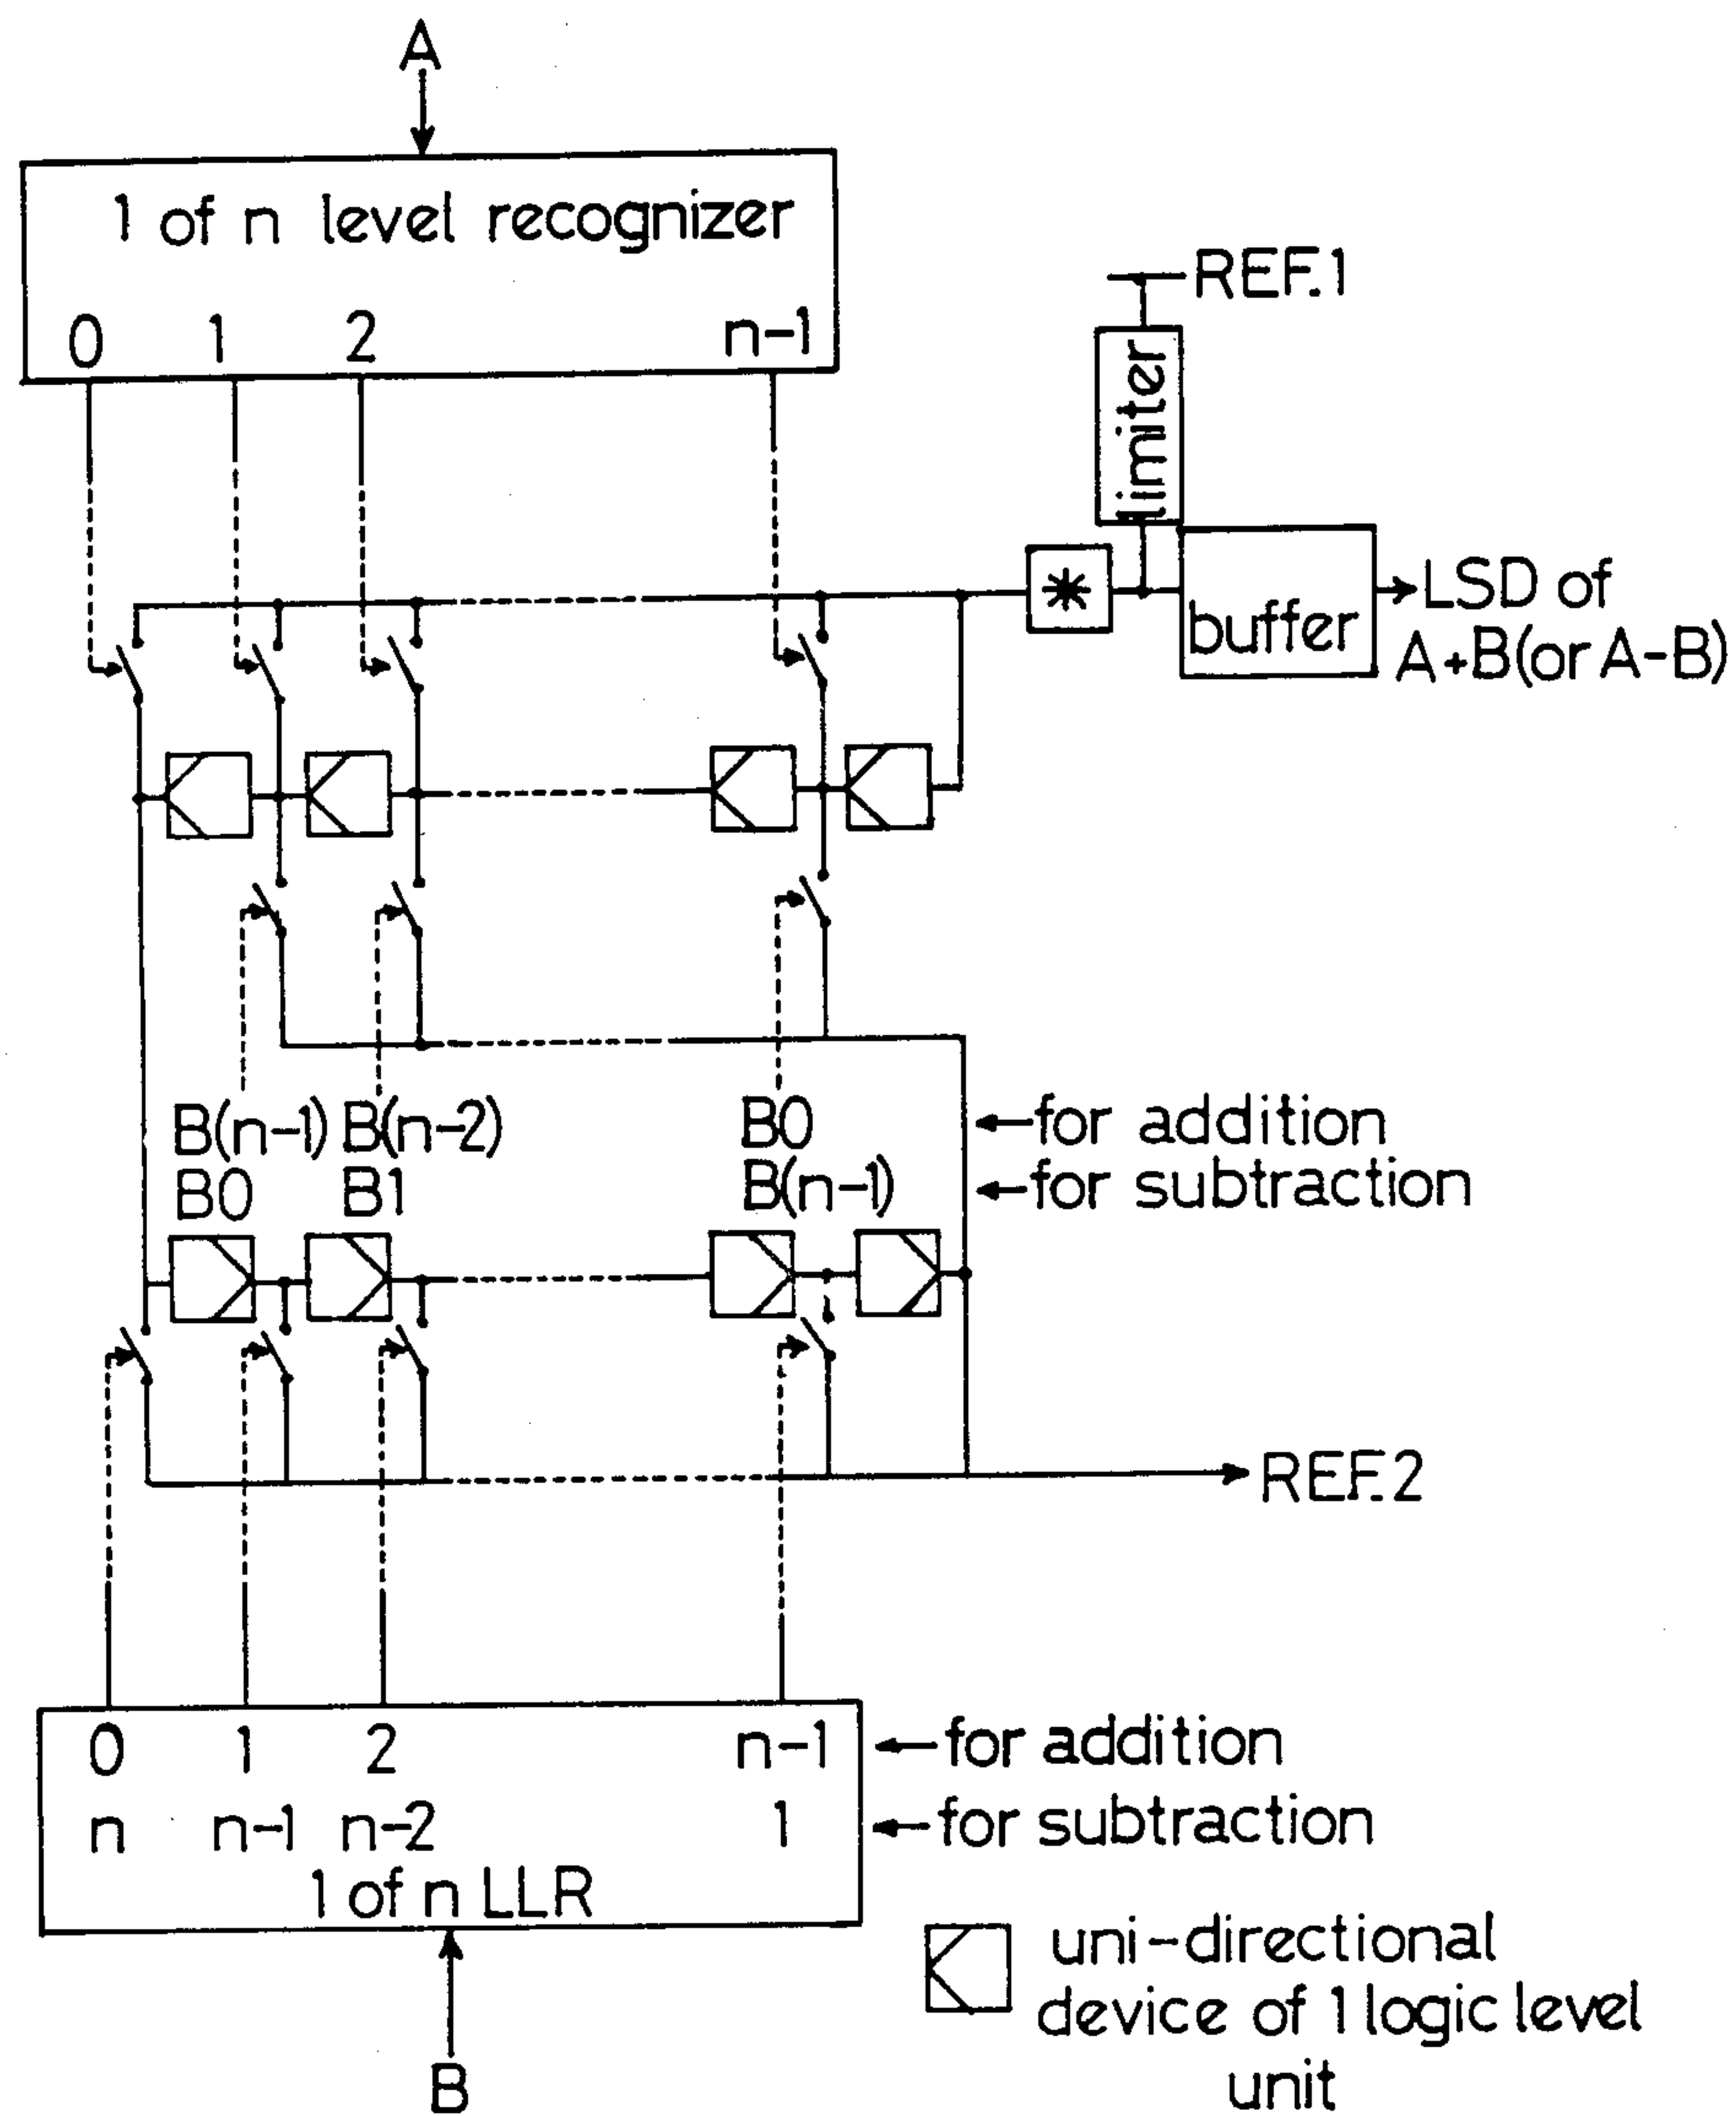 A
1 of n level recognizer
0 1 2 n-1
REF.1
limiter
*
buffer
LSD of
A+B(or A-B)
B(n-1) B(n-2) B0 ←for addition
B0 B1 B(n-1) ←for subtraction
REF.2
0 1 2 n-1 ←for addition
n n-1 n-2 1 ←for subtraction
1 of n LLR
B
uni-directional
device of 1 logic level
unit